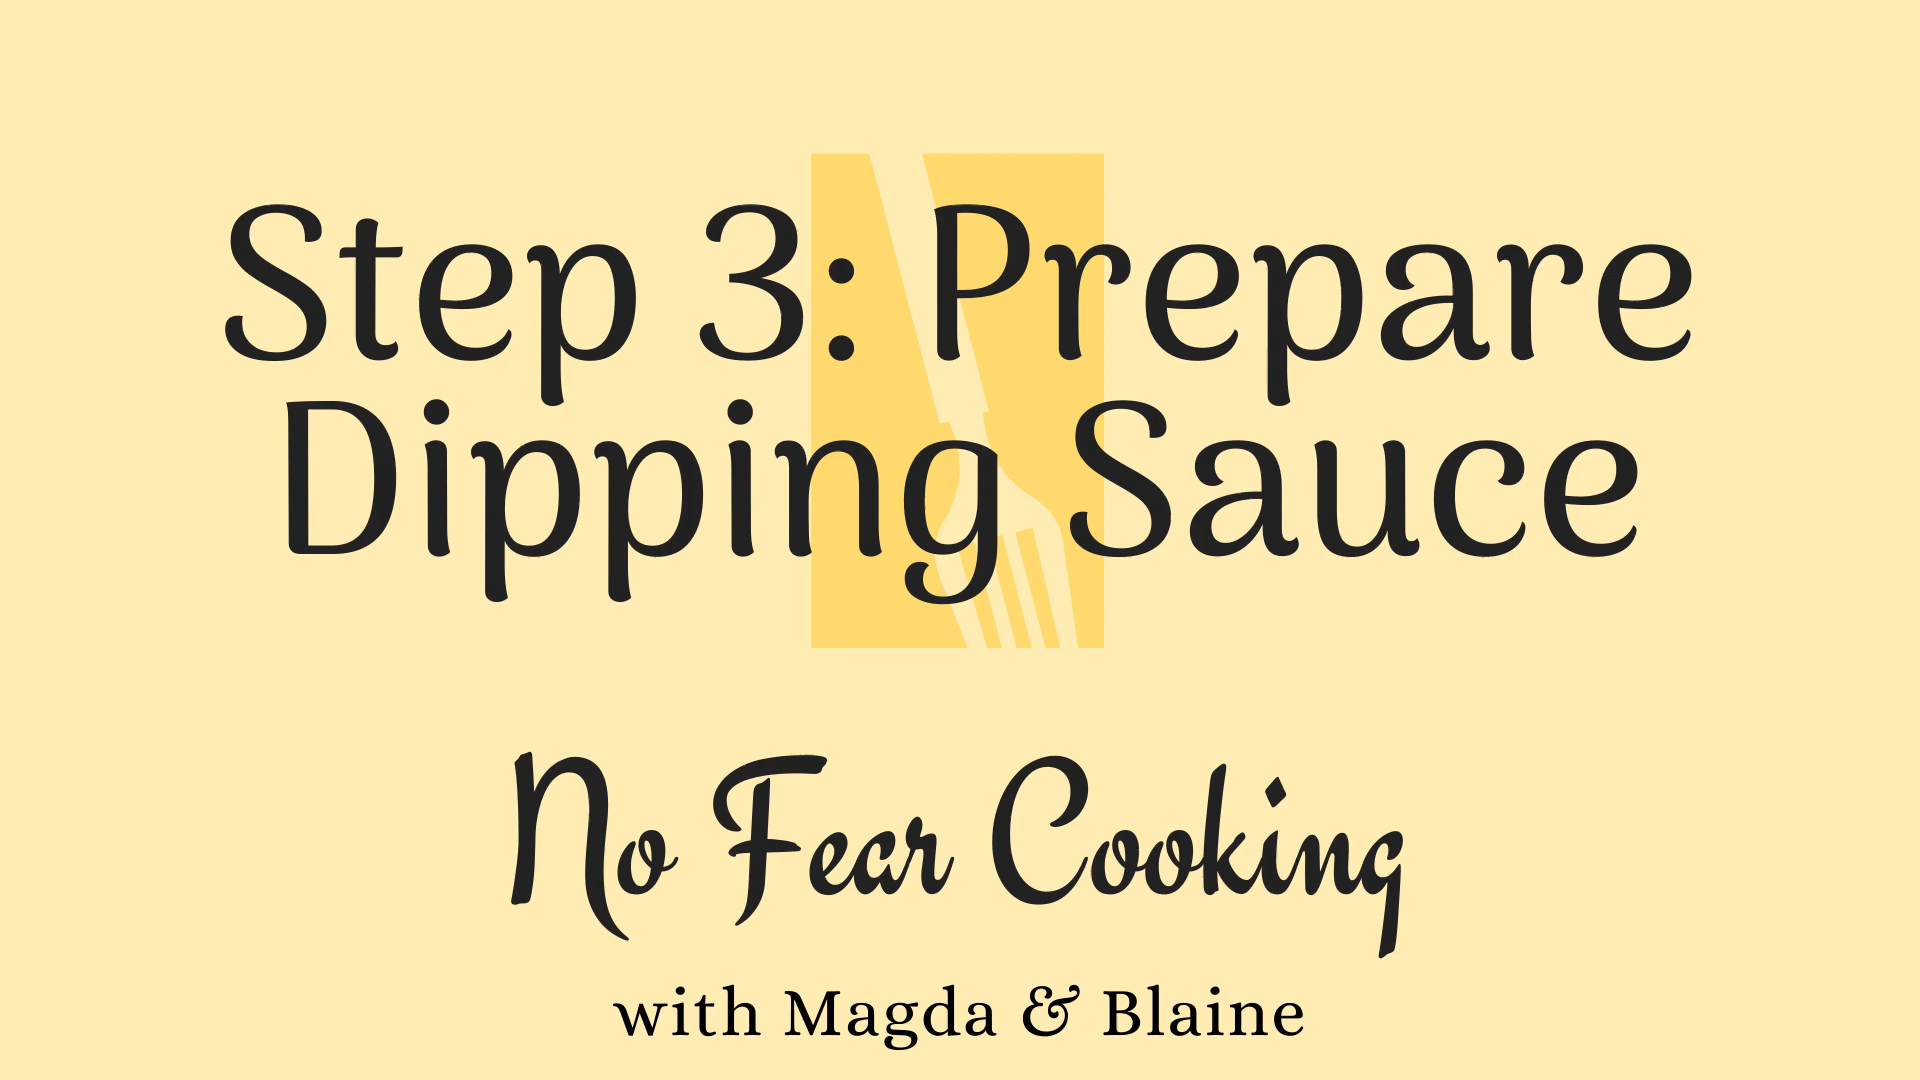 Step 3: Prepare
Dipping Sauce
No Fear Cooking
with Magda & Blaine